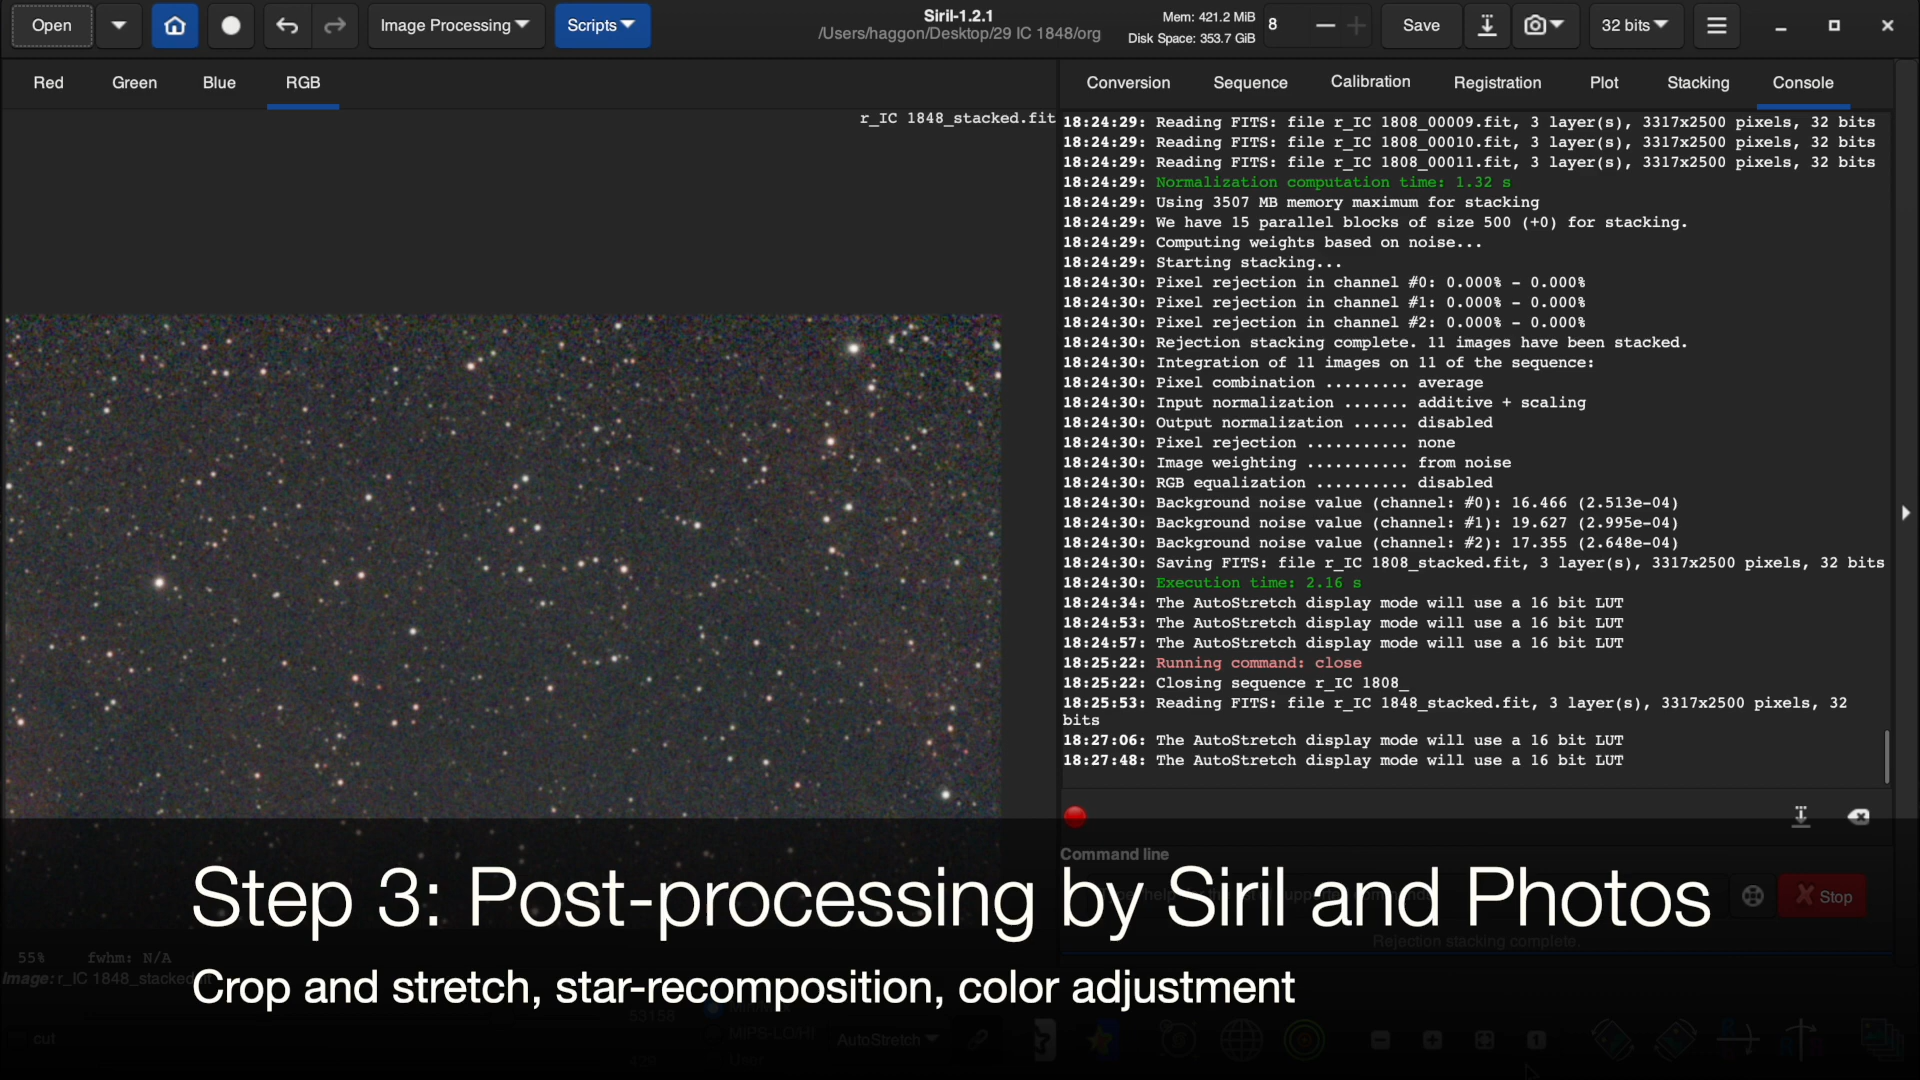 Open
Image Processing
Scripts
Siril-1.2.1
/Users/haggon/Desktop/29 IC 1848/org
Mem: 421.2 MiB
Disk Space: 353.7 GiB
8
Save
32 bits
Red Green Blue RGB
Conversion Sequence Calibration Registration Plot Stacking Console
r_IC 1848_stacked.fit
18:24:29: Reading FITS: file r_IC 1808_00009.fit, 3 layer(s), 3317x2500 pixels, 32 bits
18:24:29: Reading FITS: file r_IC 1808_00010.fit, 3 layer(s), 3317x2500 pixels, 32 bits
18:24:29: Reading FITS: file r_IC 1808_00011.fit, 3 layer(s), 3317x2500 pixels, 32 bits
18:24:29: Normalization computation time: 1.32 s
18:24:29: Using 3507 MB memory maximum for stacking
18:24:29: We have 15 parallel blocks of size 500 (+0) for stacking.
18:24:29: Computing weights based on noise...
18:24:29: Starting stacking...
18:24:30: Pixel rejection in channel #0: 0.000% - 0.000%
18:24:30: Pixel rejection in channel #1: 0.000% - 0.000%
18:24:30: Pixel rejection in channel #2: 0.000% - 0.000%
18:24:30: Rejection stacking complete. 11 images have been stacked.
18:24:30: Integration of 11 images on 11 of the sequence:
18:24:30: Pixel combination ......... average
18:24:30: Input normalization ....... additive + scaling
18:24:30: Output normalization ...... disabled
18:24:30: Pixel rejection ........... none
18:24:30: Image weighting ........... from noise
18:24:30: RGB equalization .......... disabled
18:24:30: Background noise value (channel: #0): 16.466 (2.513e-04)
18:24:30: Background noise value (channel: #1): 19.627 (2.995e-04)
18:24:30: Background noise value (channel: #2): 17.355 (2.648e-04)
18:24:30: Saving FITS: file r_IC 1808_stacked.fit, 3 layer(s), 3317x2500 pixels, 32 bits
18:24:30: Execution time: 2.16 s
18:24:34: The AutoStretch display mode will use a 16 bit LUT
18:24:53: The AutoStretch display mode will use a 16 bit LUT
18:24:57: The AutoStretch display mode will use a 16 bit LUT
18:25:22: Running command: close
18:25:22: Closing sequence r_IC 1808_
18:25:53: Reading FITS: file r_IC 1848_stacked.fit, 3 layer(s), 3317x2500 pixels, 32
bits
18:27:06: The AutoStretch display mode will use a 16 bit LUT
18:27:48: The AutoStretch display mode will use a 16 bit LUT
Command line
Stop
Rejection stacking complete.
Step 3: Post-processing by Siril and Photos
55% fwhm: N/A
Image: r_IC 1848_stacked
Crop and stretch, star-recomposition, color adjustment
53158
cut
MIPS-LO/HI
AutoStretch
429
User